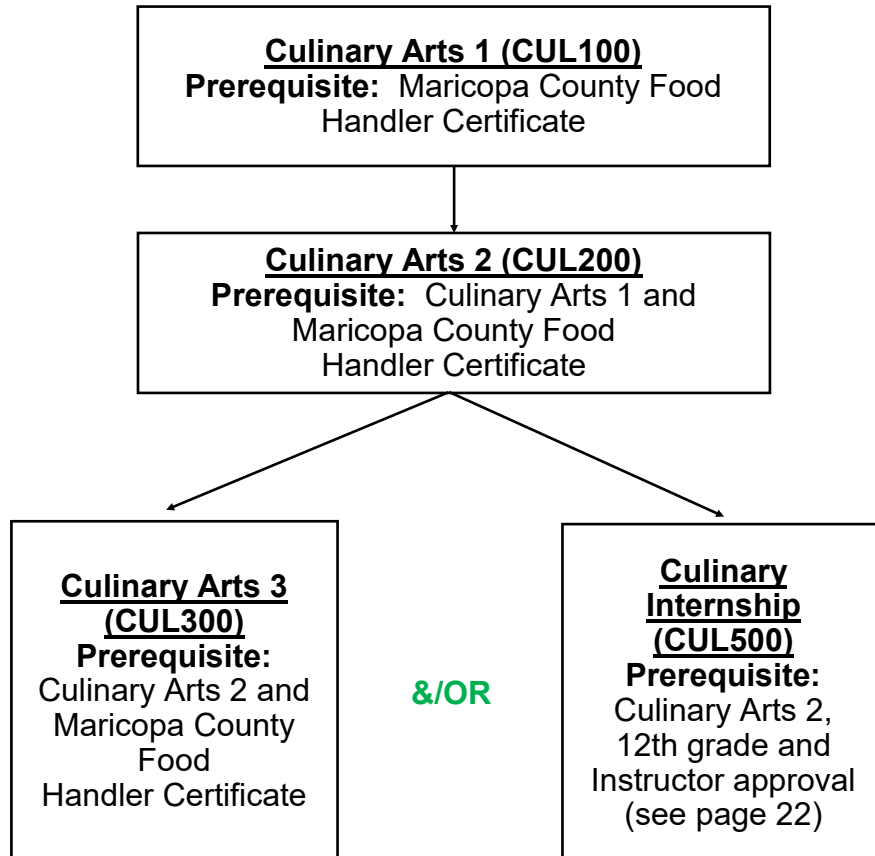 Culinary Arts 1 (CUL100)
Prerequisite: Maricopa County Food
Handler Certificate
Culinary Arts 2 (CUL200)
Prerequisite: Culinary Arts 1 and
Maricopa County Food
Handler Certificate
Culinary Arts 3
(CUL300)
Prerequisite:
Culinary Arts 2 and
Maricopa County
Food
Handler Certificate
&/OR
Culinary
Internship
(CUL500)
Prerequisite:
Culinary Arts 2,
12th grade and
Instructor approval
(see page 22)